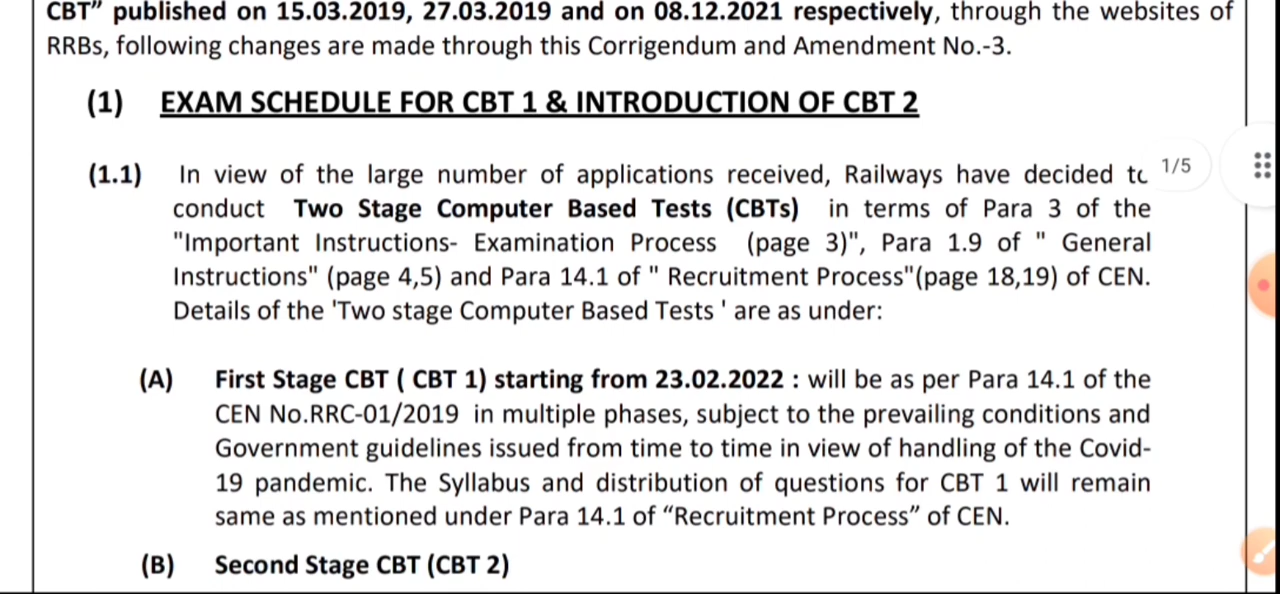 CBT” published on 15.03.2019, 27.03.2019 and on 08.12.2021 respectively, through the websites of
RRBs, following changes are made through this Corrigendum and Amendment No.-3.
(1) EXAM SCHEDULE FOR CBT 1 & INTRODUCTION OF CBT 2
(1.1) In view of the large number of applications received, Railways have decided to
1/5
conduct Two Stage Computer Based Tests (CBTs) in terms of Para 3 of the
"Important Instructions- Examination Process (page 3)", Para 1.9 of " General
Instructions" (page 4,5) and Para 14.1 of " Recruitment Process"(page 18,19) of CEN.
Details of the 'Two stage Computer Based Tests ' are as under:
(A) First Stage CBT ( CBT 1) starting from 23.02.2022 : will be as per Para 14.1 of the
CEN No.RRC-01/2019 in multiple phases, subject to the prevailing conditions and
Government guidelines issued from time to time in view of handling of the Covid-
19 pandemic. The Syllabus and distribution of questions for CBT 1 will remain
same as mentioned under Para 14.1 of “Recruitment Process” of CEN.
(B) Second Stage CBT (CBT 2)